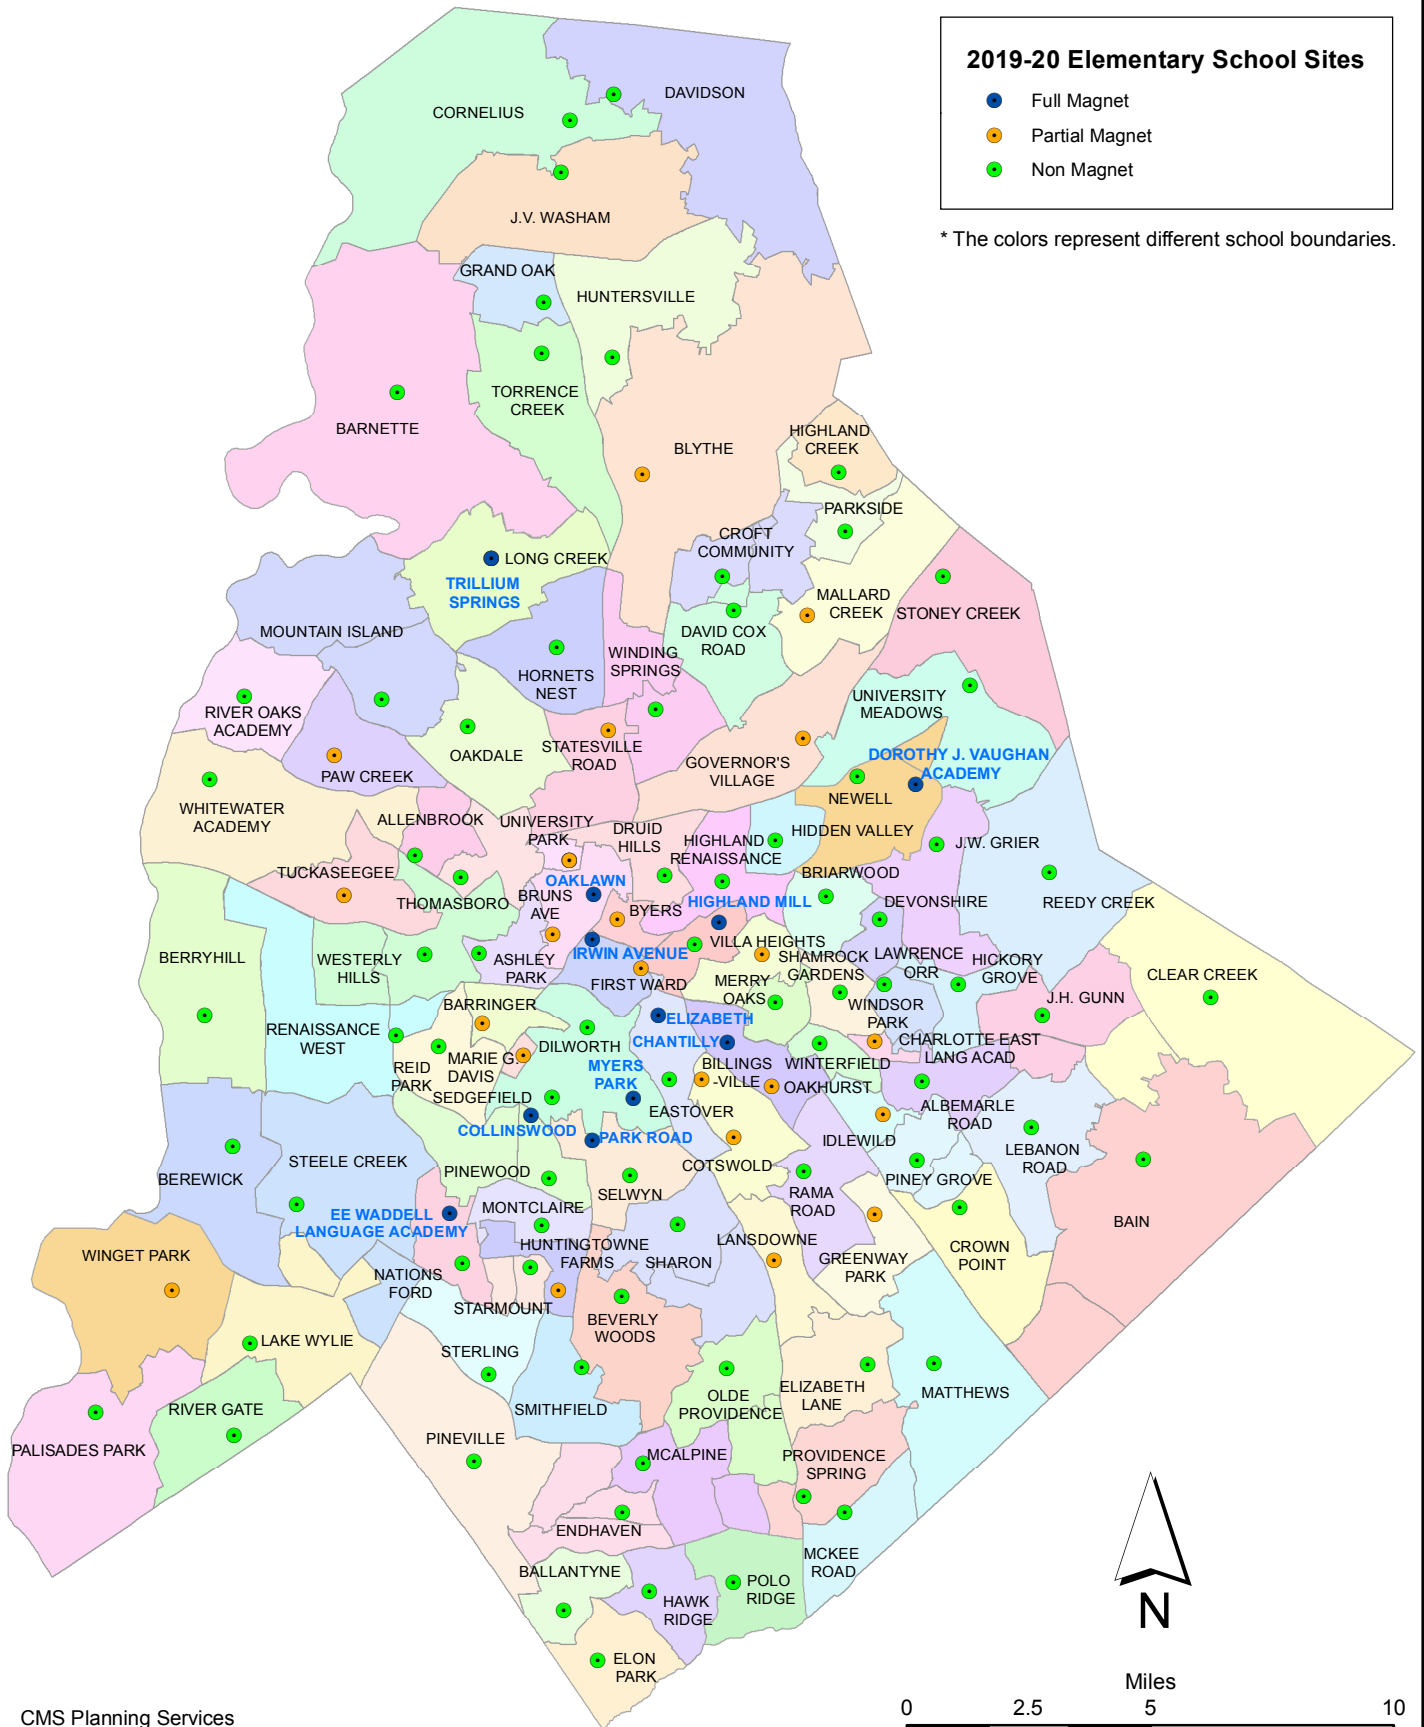 2019-20 Elementary School Sites
Full Magnet
Partial Magnet
Non Magnet
* The colors represent different school boundaries.
DAVIDSON
CORNELIUS
J.V. WASHAM
GRAND OAK
HUNTERSVILLE
TORRENCE
CREEK
BARNETTE
BLYTHE
HIGHLAND
CREEK
PARKSIDE
CROFT
COMMUNITY
LONG CREEK
TRILLIUM
SPRINGS
MALLARD
CREEK
STONEY CREEK
MOUNTAIN ISLAND
DAVID COX
ROAD
WINDING
SPRINGS
HORNETS
NEST
UNIVERSITY
MEADOWS
RIVER OAKS
ACADEMY
STATESVILLE
ROAD
OAKDALE
DOROTHY J. VAUGHAN
ACADEMY
GOVERNOR'S
VILLAGE
PAW CREEK
NEWELL
WHITEWATER
ACADEMY
ALLENBROOK
UNIVERSITY
PARK
DRUID
HILLS
HIDDEN VALLEY
HIGHLAND
RENAISSANCE
J.W. GRIER
TUCKASEEGEE
BRIARWOOD
OAKLAWN
THOMASBORO
BRUNS
AVE
HIGHLAND MILL
DEVONSHIRE
REEDY CREEK
BYERS
VILLA HEIGHTS
BERRYHILL
WESTERLY
HILLS
ASHLEY
PARK
IRWIN AVENUE
SHAMROCK
GARDENS
LAWRENCE
ORR
HICKORY
GROVE
CLEAR CREEK
FIRST WARD
MERRY
OAKS
J.H. GUNN
BARRINGER
WINDSOR
PARK
ELIZABETH
RENAISSANCE
WEST
DILWORTH
CHANTILLY
CHARLOTTE EAST
LANG ACAD
MARIE G.
DAVIS
REID
PARK
MYERS
PARK
BILLINGS
-VILLE
WINTERFIELD
OAKHURST
SEDGEFIELD
EASTOVER
ALBEMARLE
ROAD
COLLINSWOOD
PARK ROAD
IDLEWILD
LEBANON
ROAD
STEELE CREEK
PINEWOOD
COTSWOLD
BEREWICK
PINEY GROVE
SELWYN
RAMA
ROAD
MONTCLAIRE
EE WADDELL
LANGUAGE ACADEMY
BAIN
LANSDOWNE
HUNTINGTOWNE
FARMS
SHARON
CROWN
POINT
WINGET PARK
GREENWAY
PARK
NATIONS
FORD
STARMOUNT
BEVERLY
WOODS
LAKE WYLIE
STERLING
OLDE
PROVIDENCE
ELIZABETH
LANE
MATTHEWS
RIVER GATE
SMITHFIELD
PALISADES PARK
PINEVILLE
MCALPINE
PROVIDENCE
SPRING
ENDHAVEN
MCKEE
ROAD
BALLANTYNE
POLO
RIDGE
HAWK
RIDGE
N
ELON
PARK
Miles
0 2.5 5 10
CMS Planning Services